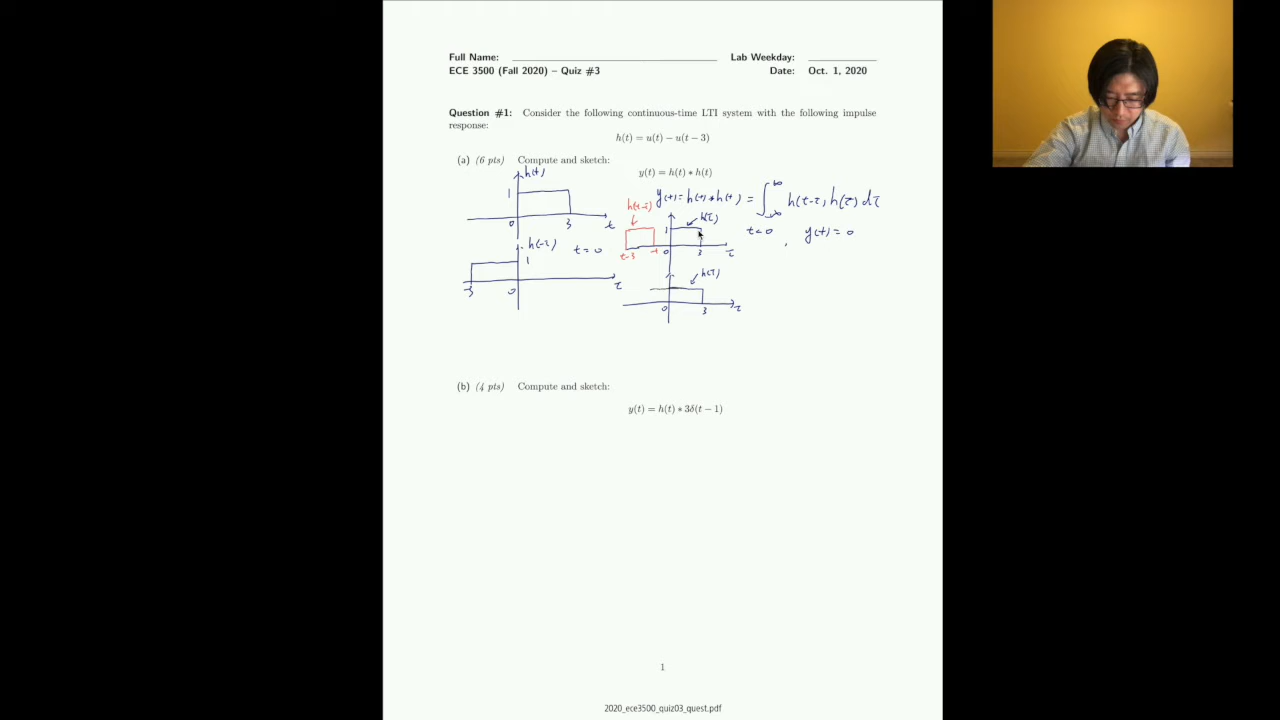 Full Name: Lab Weekday:
ECE 3500 (Fall 2020) – Quiz #3 Date: Oct. 1, 2020
Question #1: Consider the following continuous-time LTI system with the following impulse
response:
h(t) = u(t) − u(t − 3)
(a) (6 pts) Compute and sketch:
y(t) = h(t) ∗ h(t)
h(t)
1
0 3 t
y(t) = h(t) * h(t) = ∫ ∞ -∞ h(t-τ) h(τ) dτ
h(t-τ)
h(τ)
1
t-3 0 3 τ
t<0 , y(t) = 0
h(-τ) t=0
1
-3 0 τ
h(τ)
0 3 τ
(b) (4 pts) Compute and sketch:
y(t) = h(t) ∗ 3δ(t − 1)
1
2020_ece3500_quiz03_quest.pdf